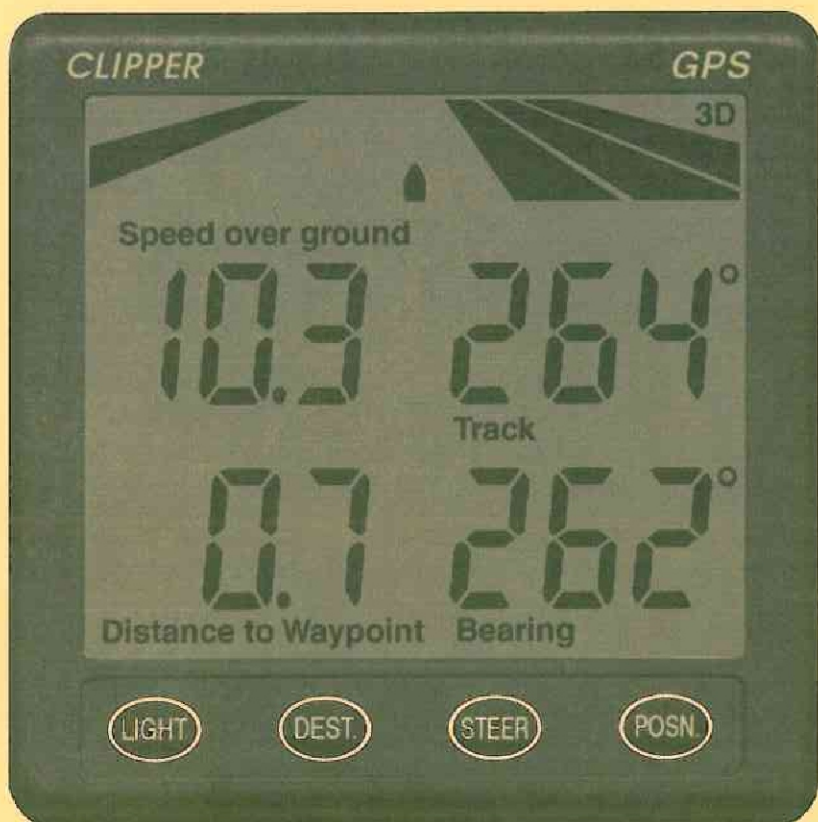 CLIPPER GPS
3D
Speed over ground
10.3 264°
Track
0.7 262°
Distance to Waypoint Bearing
LIGHT DEST. STEER POSN.